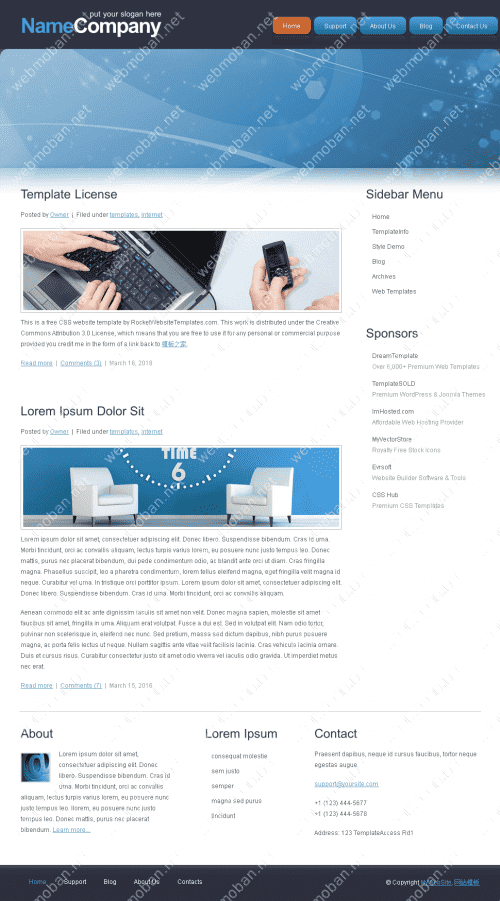 put your slogan here
NameCompany
Home Support About Us Blog Contact Us
Template License
Posted by Owner | Filed under templates, internet
This is a free CSS website template by RocketWebsiteTemplates.com. This work is distributed under the Creative
Commons Attribution 3.0 License, which means that you are free to use it for any personal or commercial purpose
provided you credit me in the form of a link back to 模板之家.
Read more | Comments (3) | March 16, 2016
Lorem Ipsum Dolor Sit
Posted by Owner | Filed under templates, internet
TIME
6
Lorem ipsum dolor sit amet, consectetuer adipiscing elit. Donec libero. Suspendisse bibendum. Cras id urna.
Morbi tincidunt, orci ac convallis aliquam, lectus turpis varius lorem, eu posuere nunc justo tempus leo. Donec
mattis, purus nec placerat bibendum, dui pede condimentum odio, ac blandit ante orci ut diam. Cras fringilla
magna. Phasellus suscipit, leo a pharetra condimentum, lorem tellus eleifend magna, eget fringilla velit magna id
neque. Curabitur vel urna. In tristique orci porttitor ipsum. Lorem ipsum dolor sit amet, consectetuer adipiscing elit.
Donec libero. Suspendisse bibendum. Cras id urna. Morbi tincidunt, orci ac convallis aliquam.
Aenean commodo elit ac ante dignissim iaculis sit amet non velit. Donec magna sapien, molestie sit amet
faucibus sit amet, fringilla in urna. Aliquam erat volutpat. Fusce a dui est. Sed in volutpat elit. Nam odio tortor,
pulvinar non scelerisque in, eleifend nec nunc. Sed pretium, massa sed dictum dapibus, nibh purus posuere
magna, ac porta felis lectus ut neque. Nullam sagittis ante vitae velit facilisis lacinia. Cras vehicula lacinia ornare.
Duis et cursus risus. Curabitur consectetur justo sit amet odio viverra vel iaculis odio gravida. Ut imperdiet metus
nec erat.
Read more | Comments (7) | March 15, 2016
Sidebar Menu
Home
TemplateInfo
Style Demo
Blog
Archives
Web Templates
Sponsors
DreamTemplate
Over 6,000+ Premium Web Templates
TemplateSOLD
Premium WordPress & Joomla Themes
ImHosted.com
Affordable Web Hosting Provider
MyVectorStore
Royalty Free Stock Icons
Evrsoft
Website Builder Software & Tools
CSS Hub
Premium CSS Templates
About
Lorem ipsum dolor sit amet,
consectetuer adipiscing elit. Donec
libero. Suspendisse bibendum. Cras id
urna. Morbi tincidunt, orci ac convallis
aliquam, lectus turpis varius lorem, eu posuere nunc
justo tempus leo. llorem, eu posuere nunc justo
tempus leo. Donec mattis, purus nec placerat
bibendum. Learn more...
Lorem Ipsum
consequat molestie
sem justo
semper
magna sed purus
tincidunt
Contact
Praesent dapibus, neque id cursus faucibus, tortor neque
egestas augue.
support@yoursite.com
+1 (123) 444-5677
+1 (123) 444-5678
Address: 123 TemplateAccess Rd1
Home Support Blog About Us Contacts
© Copyright MyWebSite. 网站模板
webmoban.net